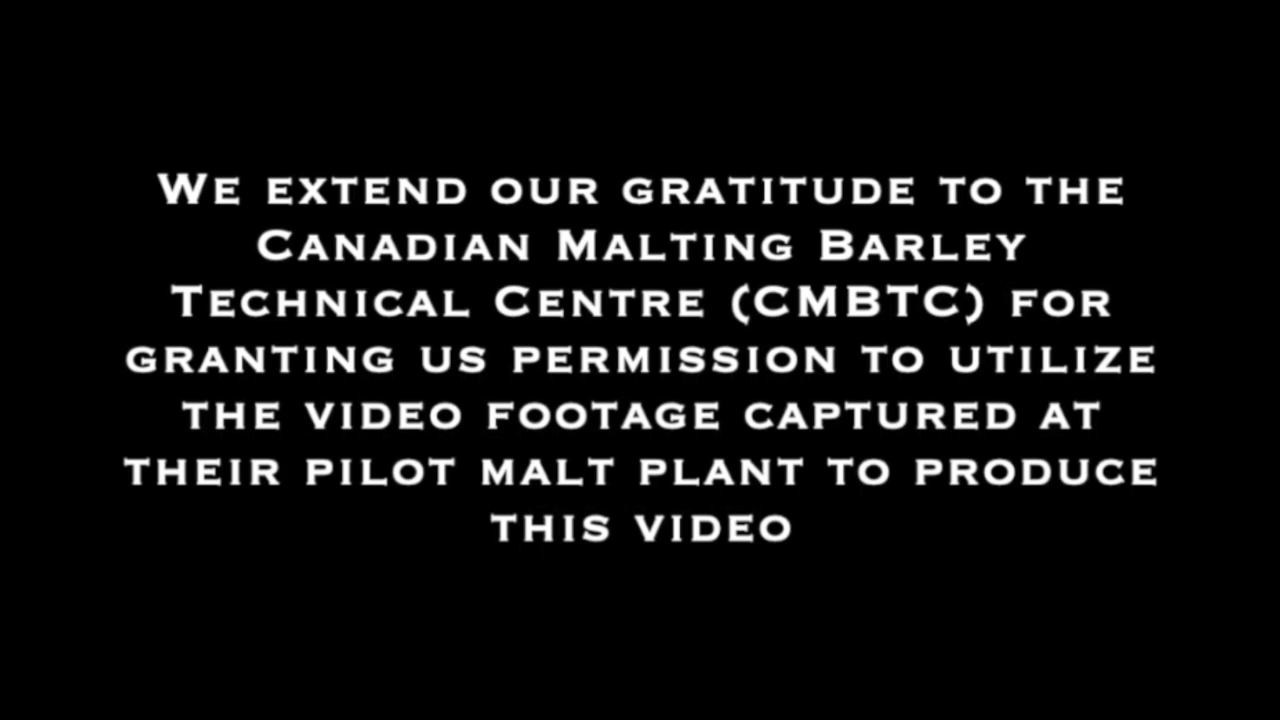 We extend our gratitude to the
Canadian Malting Barley
Technical Centre (CMBTC) for
granting us permission to utilize
the video footage captured at
their pilot malt plant to produce
this video